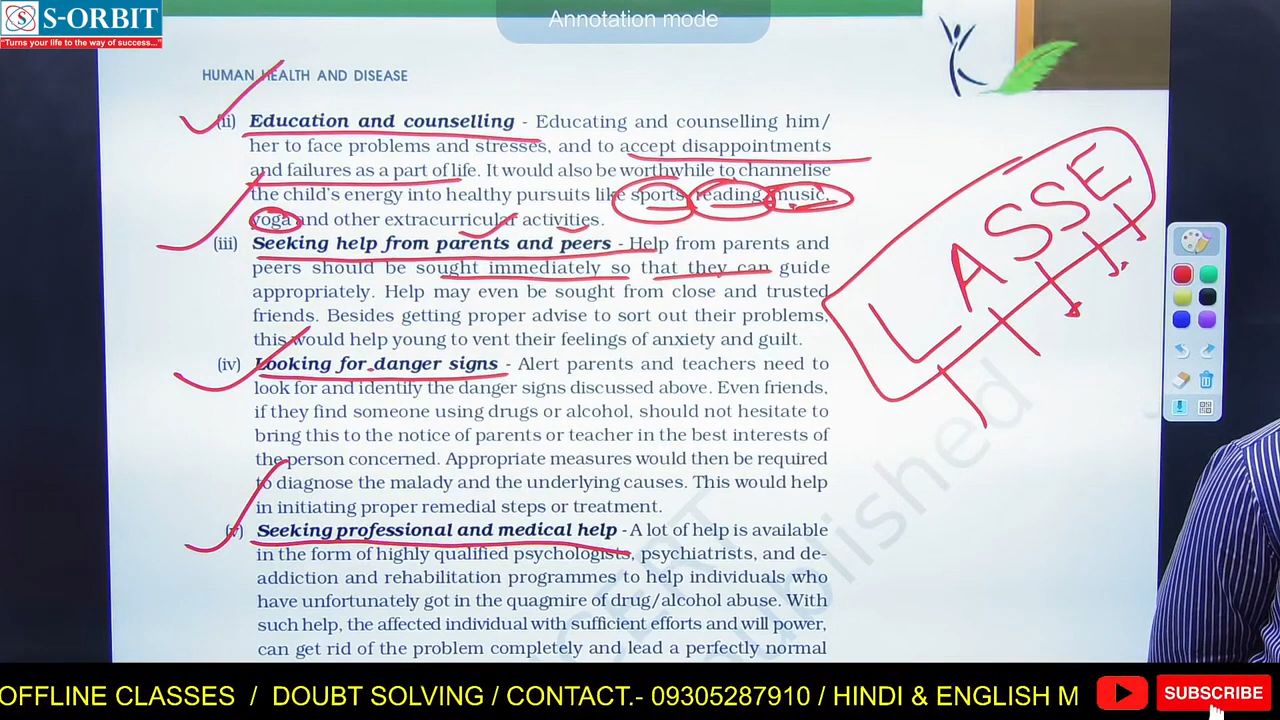 S-ORBIT
"Turns your life to the way of success..."
Annotation mode
HUMAN HEALTH AND DISEASE
(ii) Education and counselling - Educating and counselling him/
her to face problems and stresses, and to accept disappointments
and failures as a part of life. It would also be worthwhile to channelise
the child's energy into healthy pursuits like sports, reading, music,
yoga and other extracurricular activities.
(iii) Seeking help from parents and peers - Help from parents and
peers should be sought immediately so that they can guide
appropriately. Help may even be sought from close and trusted
friends. Besides getting proper advise to sort out their problems,
this would help young to vent their feelings of anxiety and guilt.
(iv) Looking for danger signs - Alert parents and teachers need to
look for and identify the danger signs discussed above. Even friends,
if they find someone using drugs or alcohol, should not hesitate to
bring this to the notice of parents or teacher in the best interests of
the person concerned. Appropriate measures would then be required
to diagnose the malady and the underlying causes. This would help
in initiating proper remedial steps or treatment.
(v) Seeking professional and medical help - A lot of help is available
in the form of highly qualified psychologists, psychiatrists, and de-
addiction and rehabilitation programmes to help individuals who
have unfortunately got in the quagmire of drug/alcohol abuse. With
such help, the affected individual with sufficient efforts and will power,
can get rid of the problem completely and lead a perfectly normal
LASSE
OFFLINE CLASSES / DOUBT SOLVING / CONTACT.- 09305287910 / HINDI & ENGLISH M
SUBSCRIBE